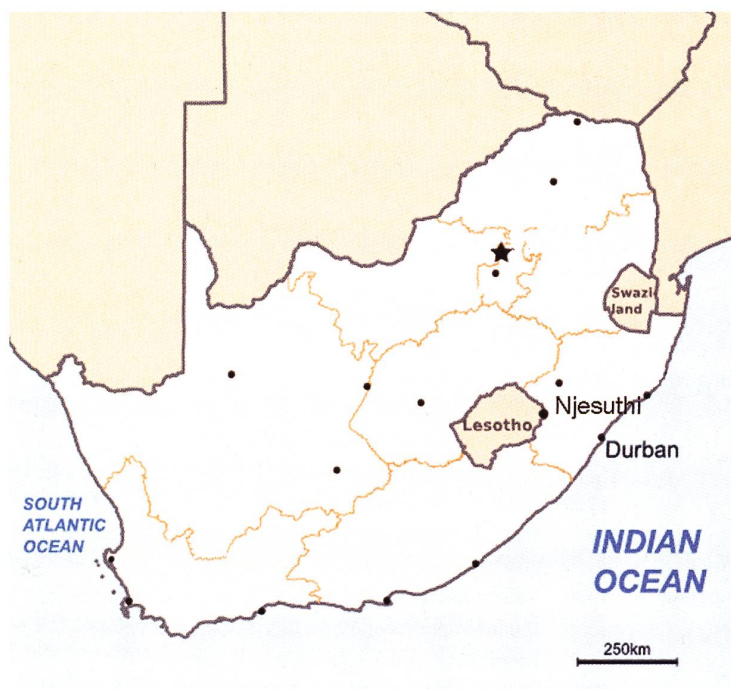 Swazi
land
Njesuthi
Lesotho
Durban
SOUTH
ATLANTIC
OCEAN
INDIAN
OCEAN
250km